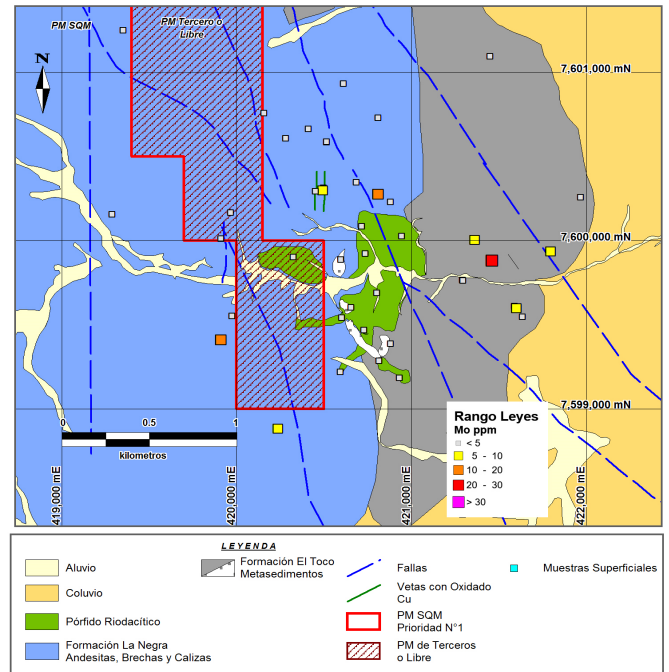 PM SQM
PM Tercero o
Libre
N
7,601,000 mN
7,600,000 mN
7,599,000 mN
0 0.5 1
kilometros
419,000 mE
420,000 mE
421,000 mE
422,000 mE
Rango Leyes
Mo ppm
< 5
5 - 10
10 - 20
20 - 30
> 30
LEYENDA
Aluvio
Coluvio
Pórfido Riodacítico
Formación La Negra
Andesitas, Brechas y Calizas
Formación El Toco
Metasedimentos
Fallas
Vetas con Oxidado
Cu
PM SQM
Prioridad N°1
PM de Terceros
o Libre
Muestras Superficiales